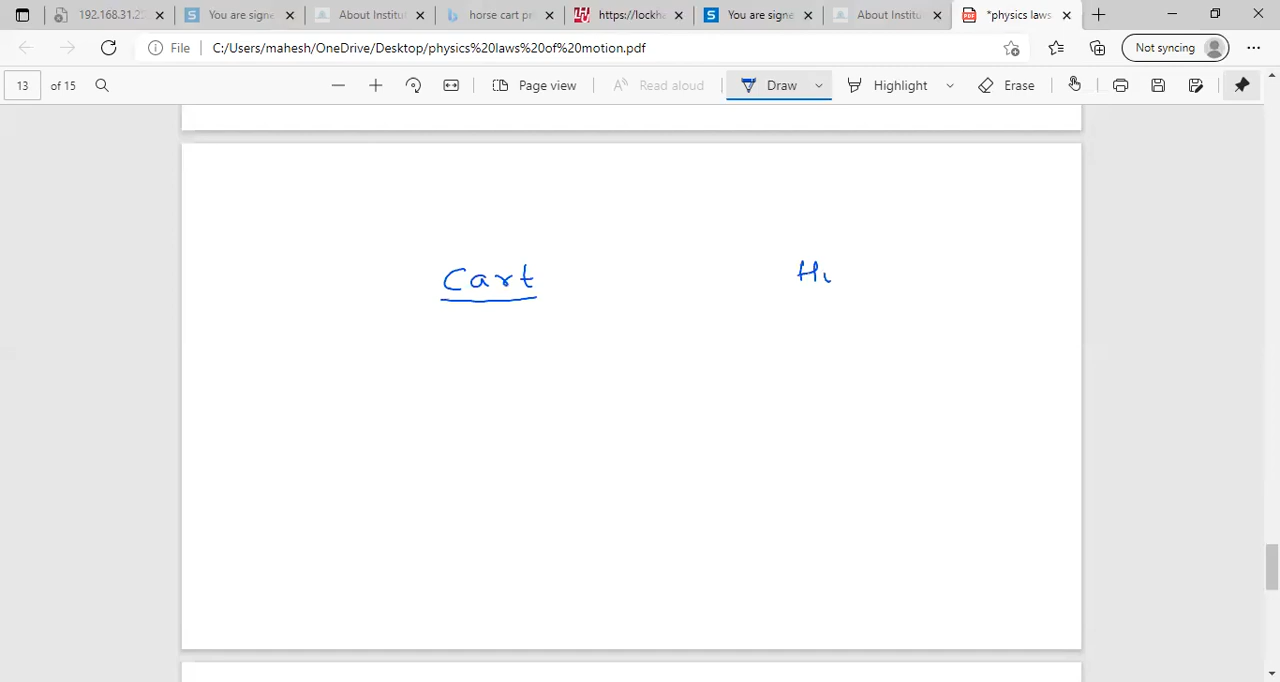 192.168.31.2 You are signe About Institu horse cart pr https://lockha You are signe About Institu *physics laws
File C:/Users/mahesh/OneDrive/Desktop/physics%20laws%20of%20motion.pdf Not syncing
13 of 15 Page view Read aloud Draw Highlight Erase
Cart H